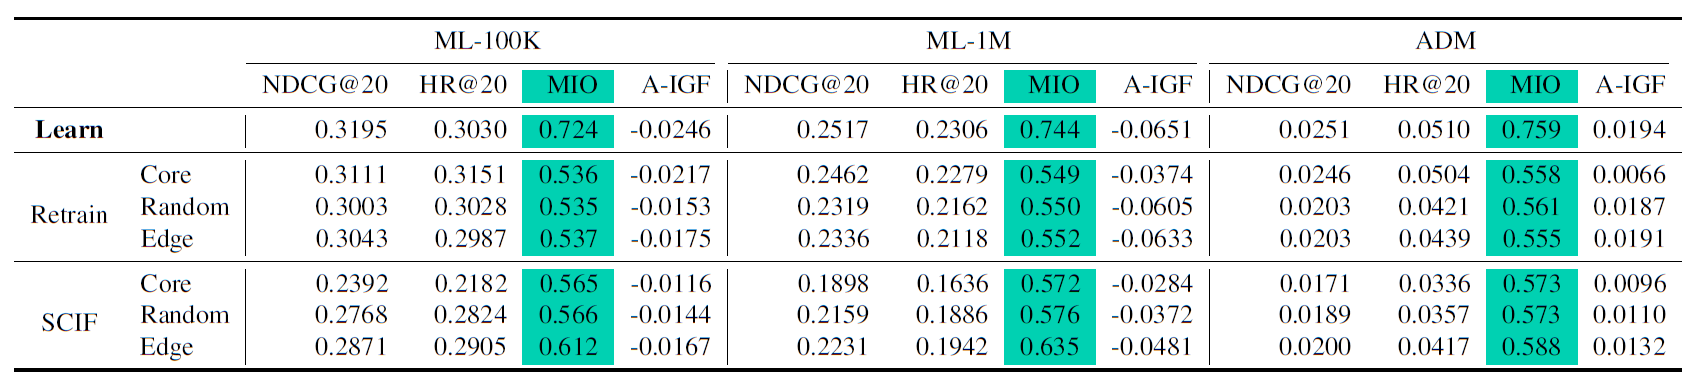 ML-100K ML-1M ADM
NDCG@20 HR@20 MIO A-IGF NDCG@20 HR@20 MIO A-IGF NDCG@20 HR@20 MIO A-IGF
Learn 0.3195 0.3030 0.724 -0.0246 0.2517 0.2306 0.744 -0.0651 0.0251 0.0510 0.759 0.0194
Core 0.3111 0.3151 0.536 -0.0217 0.2462 0.2279 0.549 -0.0374 0.0246 0.0504 0.558 0.0066
Retrain Random 0.3003 0.3028 0.535 -0.0153 0.2319 0.2162 0.550 -0.0605 0.0203 0.0421 0.561 0.0187
Edge 0.3043 0.2987 0.537 -0.0175 0.2336 0.2118 0.552 -0.0633 0.0203 0.0439 0.555 0.0191
Core 0.2392 0.2182 0.565 -0.0116 0.1898 0.1636 0.572 -0.0284 0.0171 0.0336 0.573 0.0096
SCIF Random 0.2768 0.2824 0.566 -0.0144 0.2159 0.1886 0.576 -0.0372 0.0189 0.0357 0.573 0.0110
Edge 0.2871 0.2905 0.612 -0.0167 0.2231 0.1942 0.635 -0.0481 0.0200 0.0417 0.588 0.0132